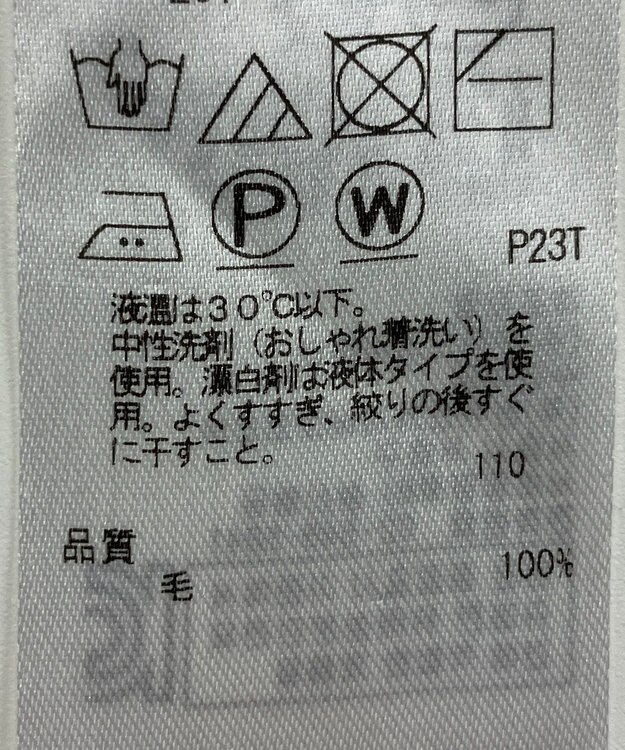 P
W
P23T
液温は30℃以下。
中性洗剤（おしゃれ着洗い）を
使用。漂白剤は液体タイプを使
用。よくすすぎ、絞りの後すぐ
に干すこと。
110
品質
毛 100%